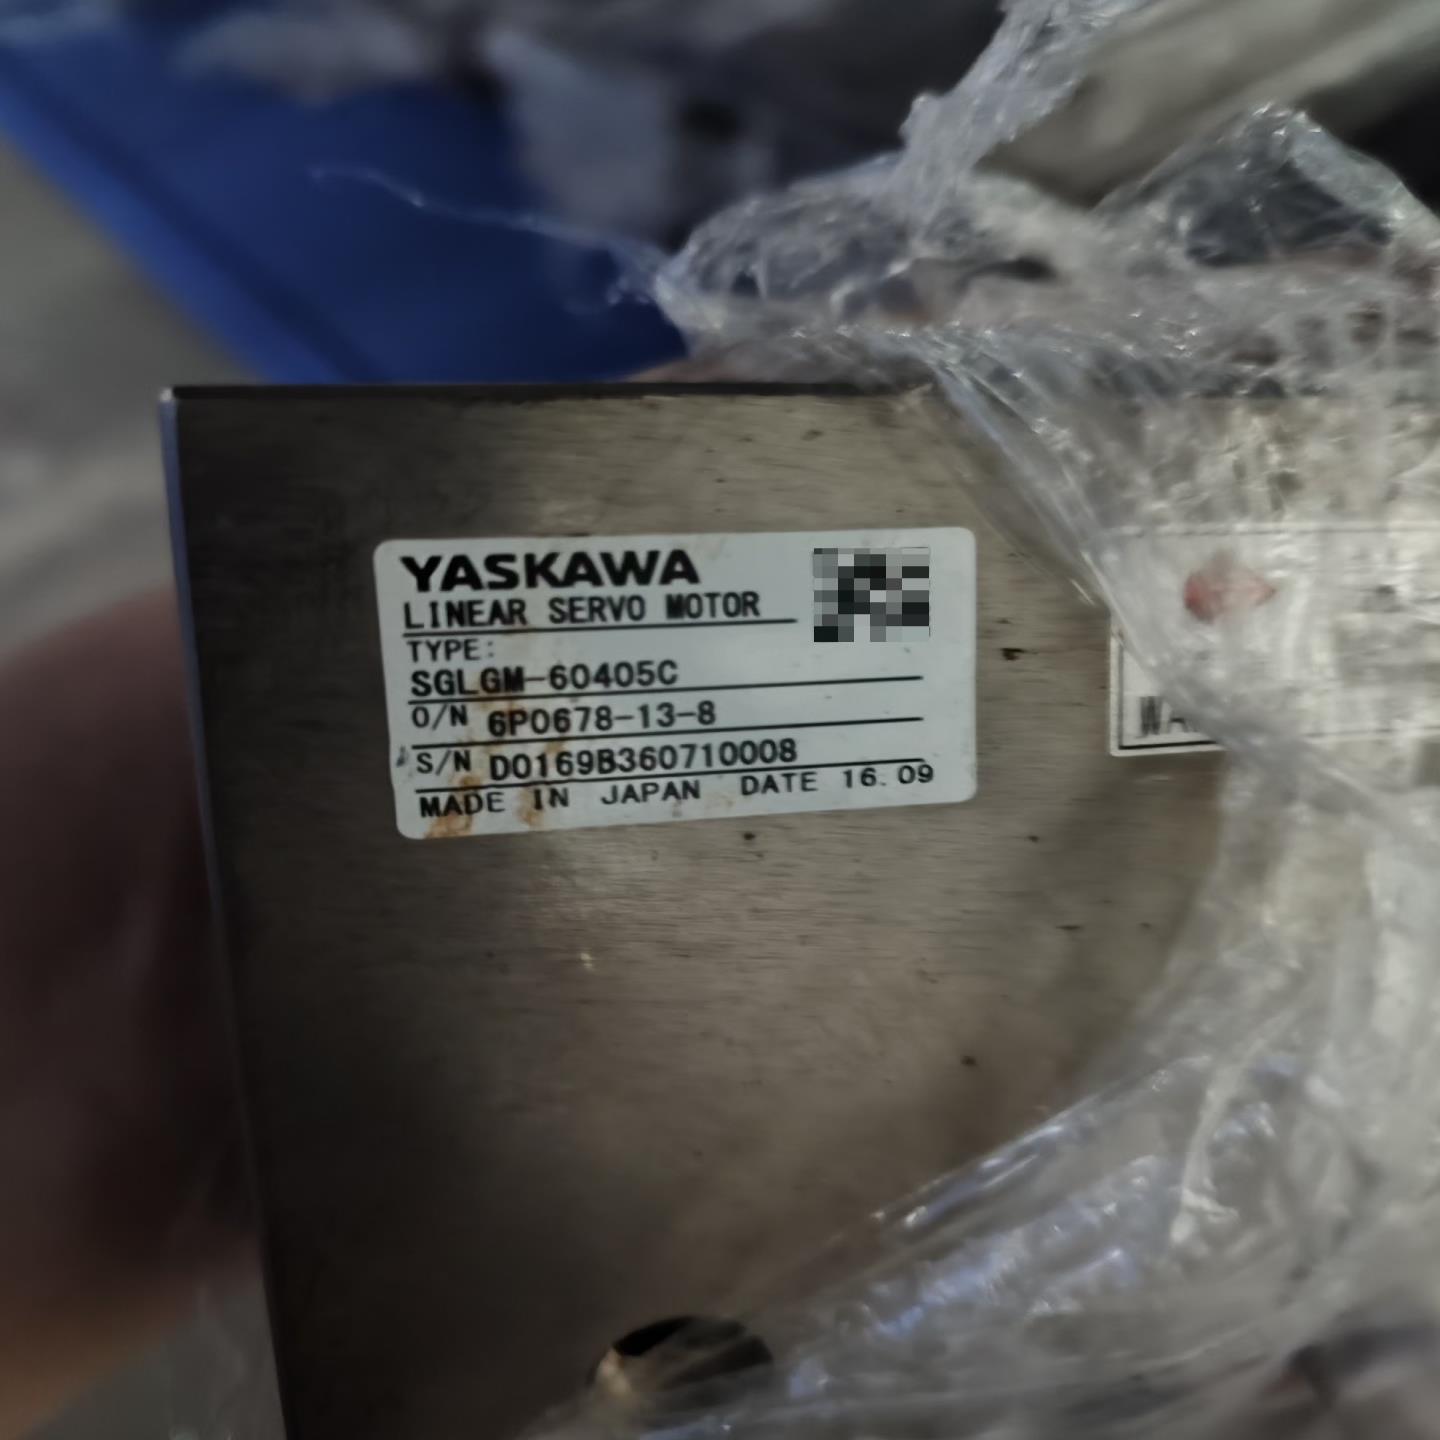 YASKAWA
LINEAR SERVO MOTOR
TYPE:
SGLGM-60405C
O/N 6P0678-13-8
S/N D0169B360710008
MADE IN JAPAN DATE 16.09